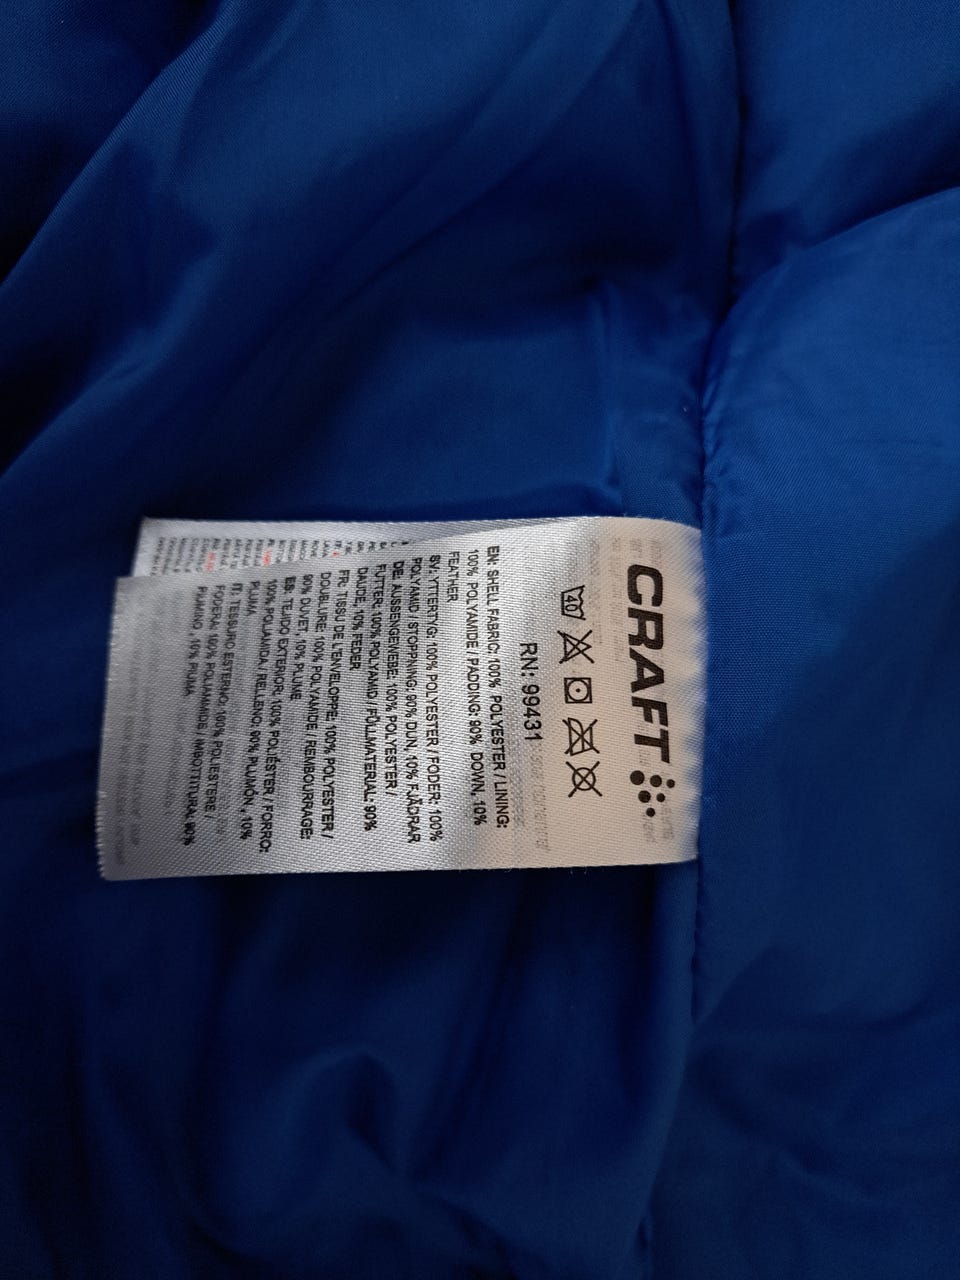 CRAFT
40
RN: 99431
EN: SHELL FABRIC: 100% POLYESTER / LINING:
100% POLYAMIDE / PADDING: 90% DOWN, 10%
FEATHER
SV: YTTERTYG: 100% POLYESTER / FODER: 100%
POLYAMID / STOPPNING: 90% DUN, 10% FJÄDRAR
DE: AUSSENGEWEBE: 100% POLYESTER /
FUTTER: 100% POLYAMID / FÜLLMATERIAL: 90%
DAUNE, 10% FEDER
FR: TISSU DE L'ENVELOPPE: 100% POLYESTER /
DOUBLURE: 100% POLYAMIDE / REMBOURRAGE:
90% DUVET, 10% PLUME
ES: TEJIDO EXTERIOR: 100% POLIÉSTER / FORRO:
100% POLIAMIDA / RELLENO: 90% PLUMÓN, 10%
PLUMA
IT: TESSUTO ESTERNO: 100% POLIESTERE /
FODERA: 100% POLIAMMIDE / IMBOTTITURA: 90%
PIUMINO, 10% PIUMA